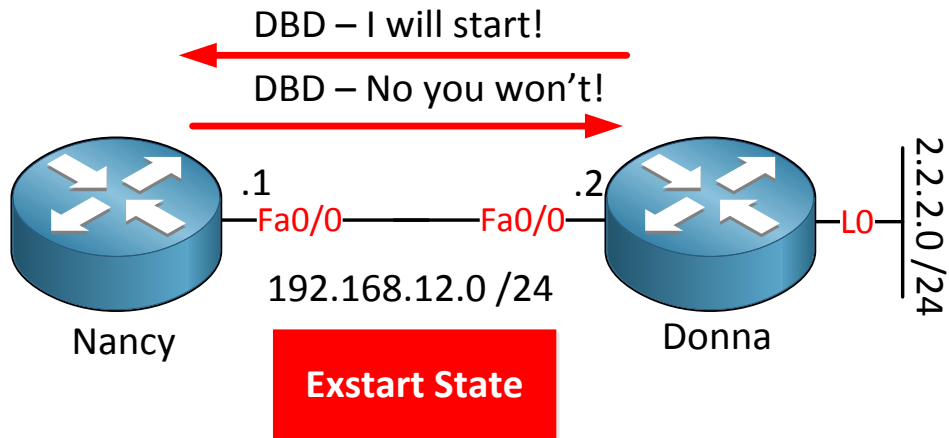 DBD – I will start!
DBD – No you won’t!
.1
.2
Fa0/0
Fa0/0
L0
2.2.2.0 /24
192.168.12.0 /24
Nancy
Donna
Exstart State